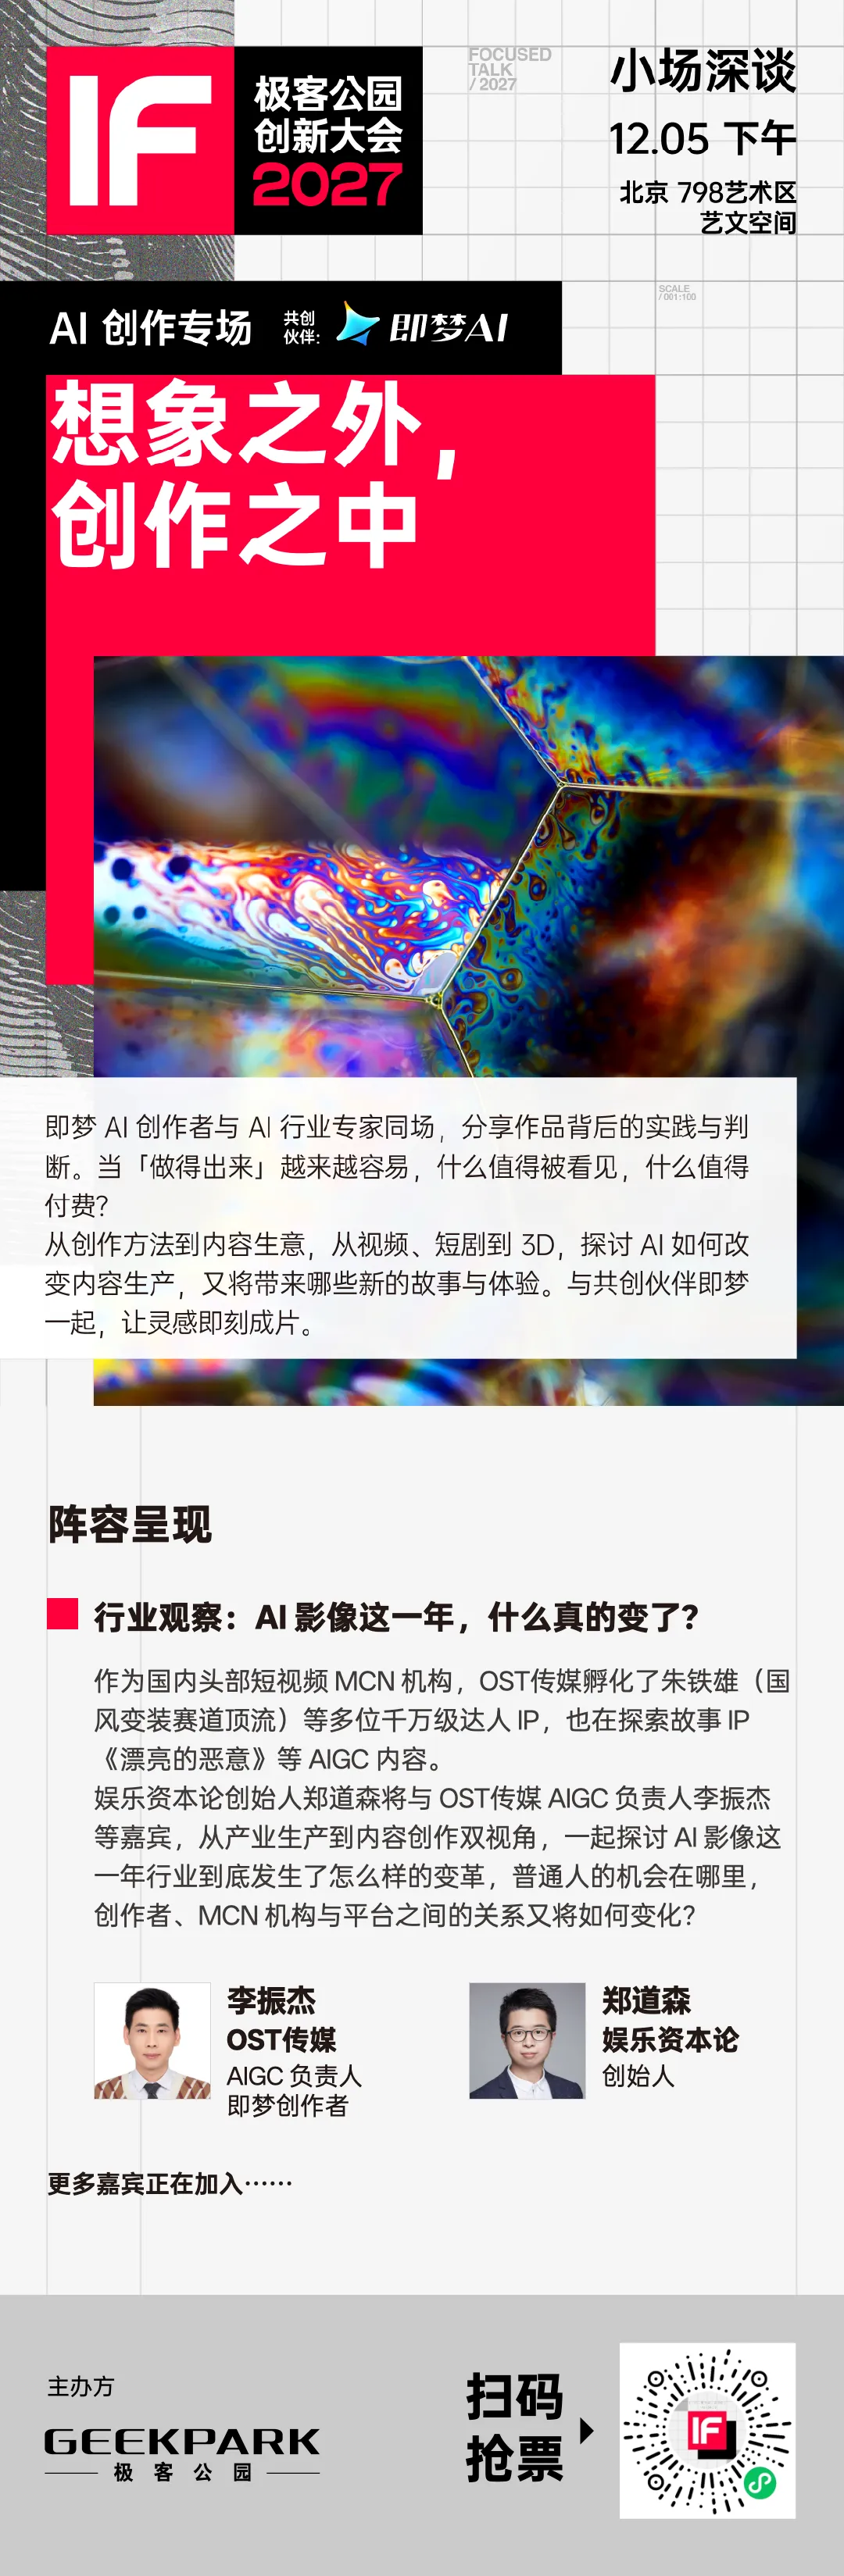 IF
极客公园
创新大会
2027
FOCUSED
TALK
/ 2027
小场深谈
12.05 下午
北京 798艺术区
艺文空间
SCALE
/ 001:100
AI 创作专场
共创
伙伴:
即梦AI
想象之外，
创作之中
即梦 AI 创作者与 AI 行业专家同场，分享作品背后的实践与判
断。当「做得出来」越来越容易，什么值得被看见，什么值得
付费？
从创作方法到内容生意，从视频、短剧到 3D，探讨 AI 如何改
变内容生产，又将带来哪些新的故事与体验。与共创伙伴即梦
一起，让灵感即刻成片。
阵容呈现
行业观察：AI 影像这一年，什么真的变了？
作为国内头部短视频 MCN 机构，OST传媒孵化了朱铁雄（国
风变装赛道顶流）等多位千万级达人 IP，也在探索故事 IP
《漂亮的恶意》等 AIGC 内容。
娱乐资本论创始人郑道森将与 OST传媒 AIGC 负责人李振杰
等嘉宾，从产业生产到内容创作双视角，一起探讨 AI 影像这
一年行业到底发生了怎么样的变革，普通人的机会在哪里，
创作者、MCN 机构与平台之间的关系又将如何变化？
李振杰
OST传媒
AIGC 负责人
即梦创作者
郑道森
娱乐资本论
创始人
更多嘉宾正在加入······
主办方
GEEKPARK
极客公园
扫码
抢票
IF